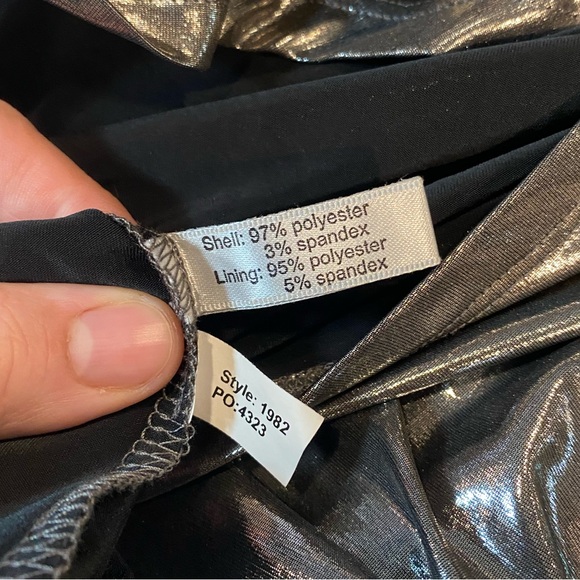 Shell: 97% polyester
3% spandex
Lining: 95% polyester
5% spandex
Style: 1982
PO:4323